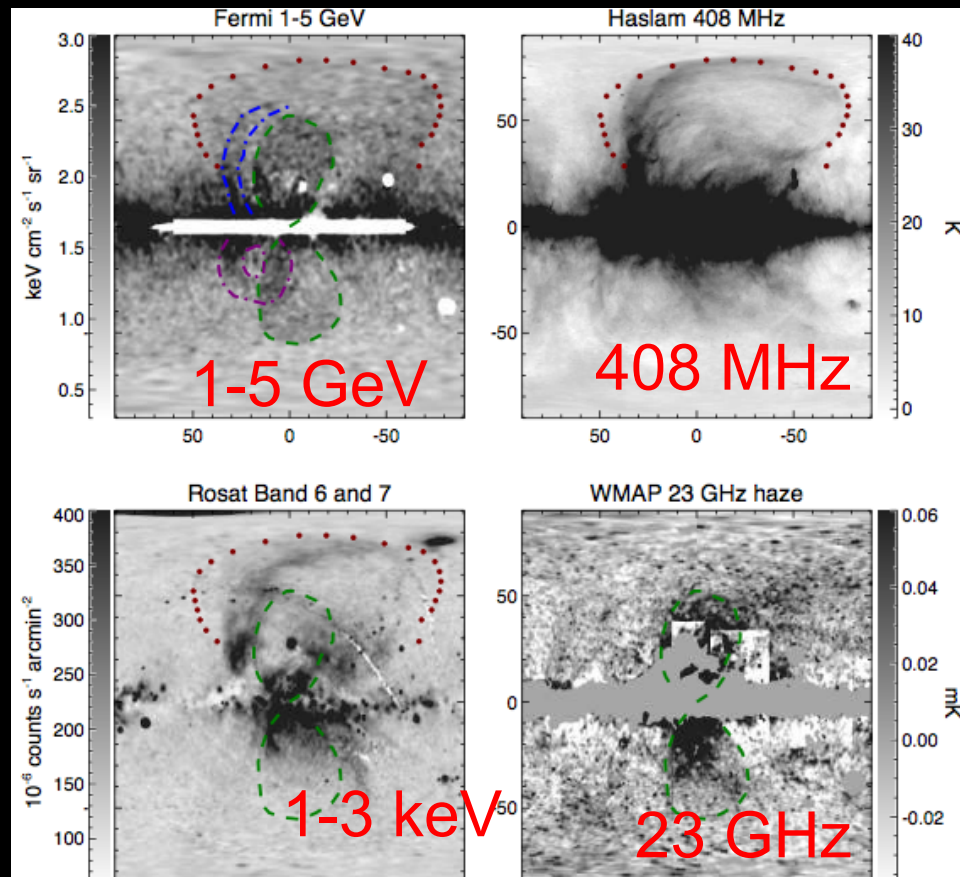 Fermi 1-5 GeV
3.0
2.5
2.0
1.5
1.0
0.5
keV cm⁻² s⁻¹ sr⁻¹
50
0
-50
1-5 GeV
Haslam 408 MHz
50
0
-50
50
0
-50
40
30
20
10
0
K
408 MHz
Rosat Band 6 and 7
400
350
300
250
200
150
100
10⁻⁶ counts s⁻¹ arcmin⁻²
1-3 keV
WMAP 23 GHz haze
50
0
-50
0.06
0.04
0.02
0.00
-0.02
mK
23 GHz